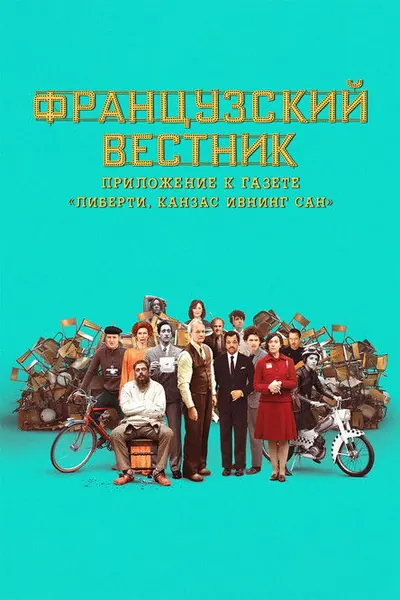 ФРАНЦУЗСКИЙ
ВЕСТНИК
ПРИЛОЖЕНИЕ К ГАЗЕТЕ
«ЛИБЕРТИ, КАНЗАС ИВНИНГ САН»